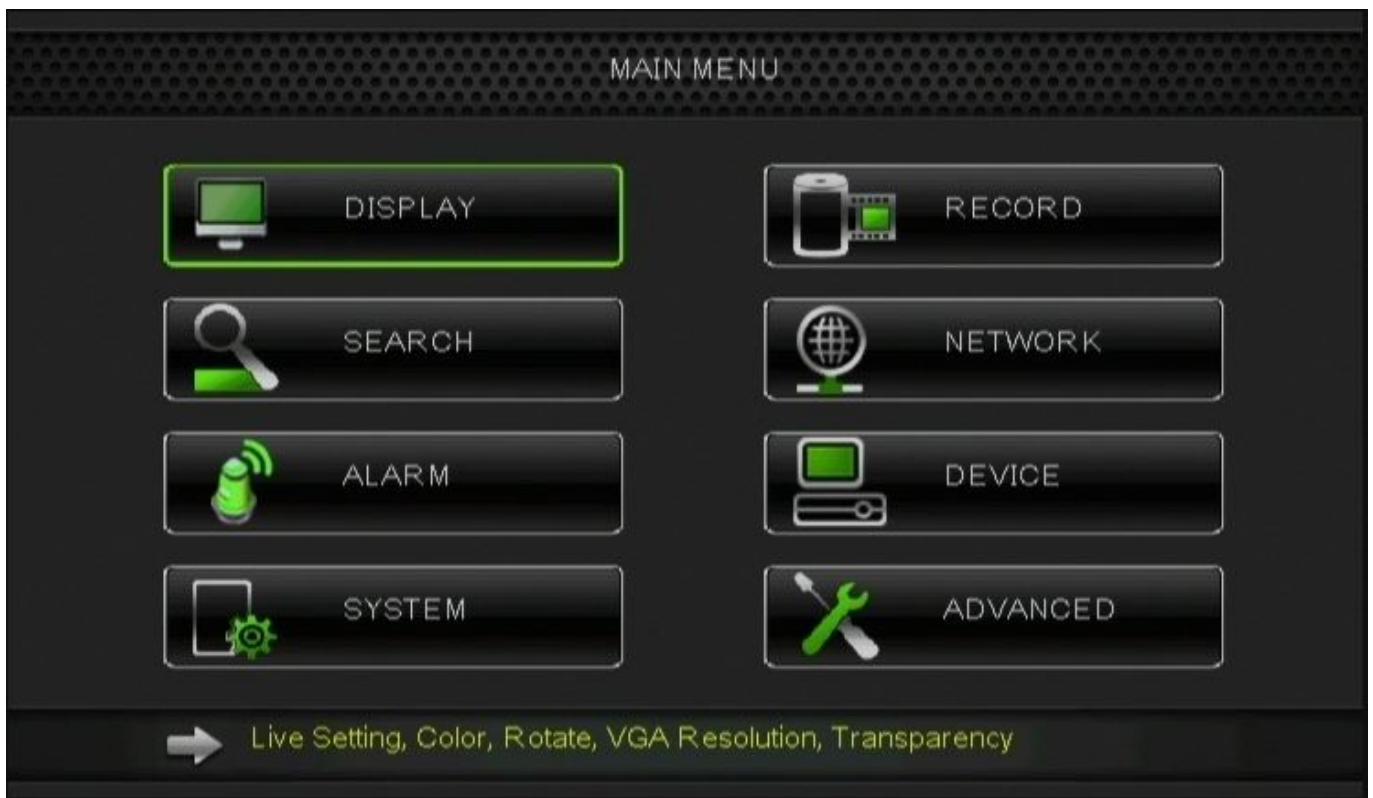 MAIN MENU
DISPLAY
RECORD
SEARCH
NETWORK
ALARM
DEVICE
SYSTEM
ADVANCED
Live Setting, Color, Rotate, VGA Resolution, Transparency